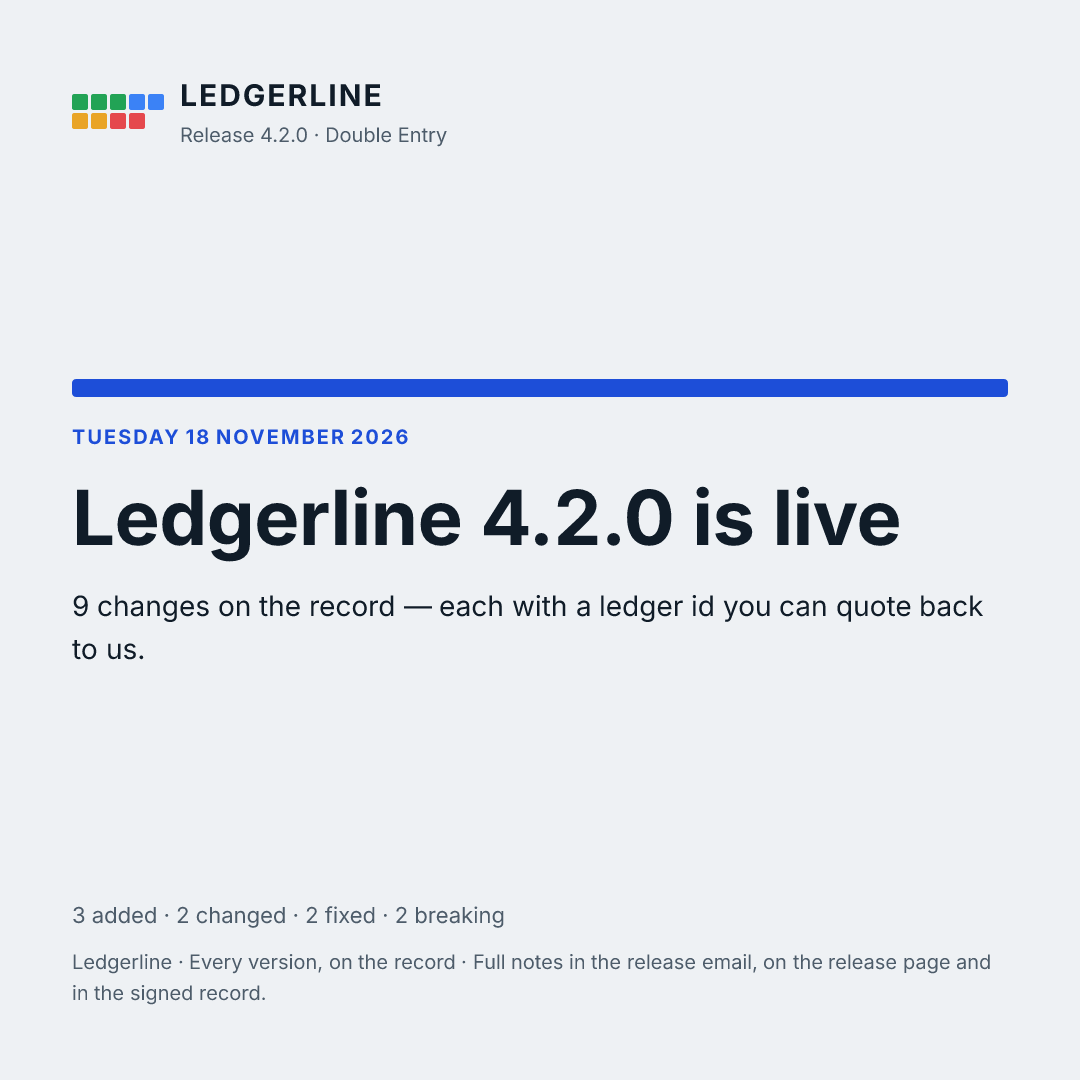 LEDGERLINE
Release 4.2.0 · Double Entry
TUESDAY 18 NOVEMBER 2026
Ledgerline 4.2.0 is live
9 changes on the record — each with a ledger id you can quote back
to us.
3 added · 2 changed · 2 fixed · 2 breaking
Ledgerline · Every version, on the record · Full notes in the release email, on the release page and
in the signed record.